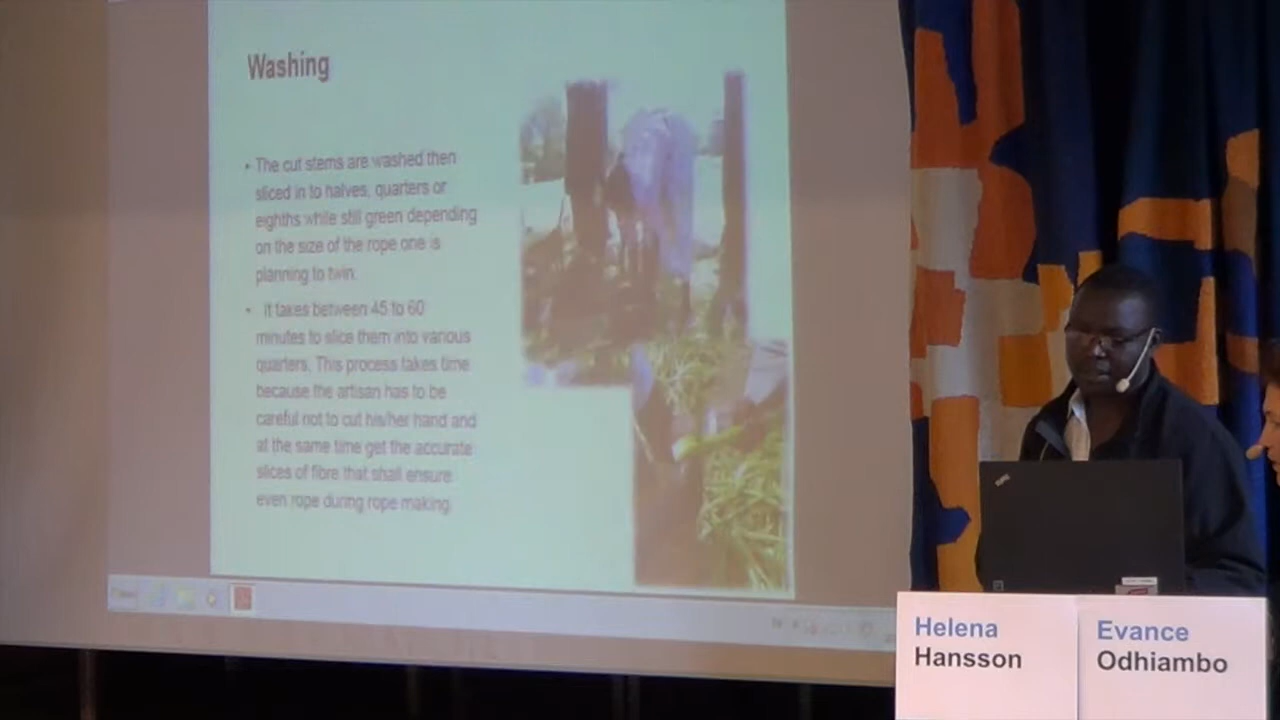 Washing
• The cut stems are washed then
sliced in to halves, quarters or
eighths while still green depending
on the size of the rope one is
planning to twin.
• It takes between 45 to 60
minutes to slice them into various
quarters. This process takes time
because the artisan has to be
careful not to cut his/her hand and
at the same time get the accurate
slices of fibre that shall ensure
even rope during rope making.
Helena
Hansson
Evance
Odhiambo